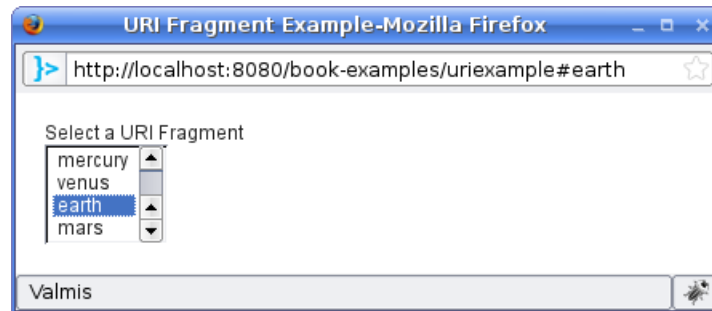 URI Fragment Example-Mozilla Firefox
http://localhost:8080/book-examples/uriexample#earth
Select a URI Fragment
mercury
venus
earth
mars
Valmis